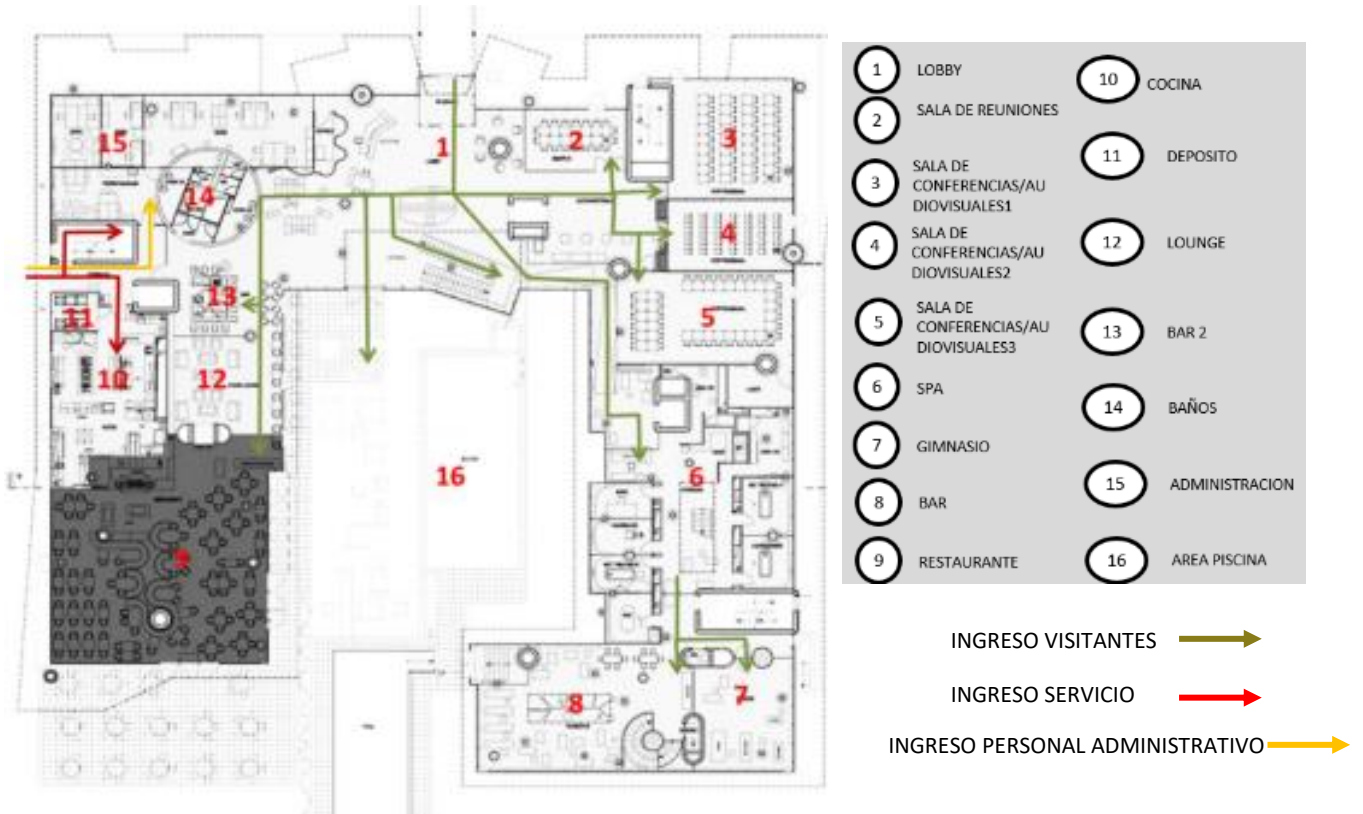 1 LOBBY
2 SALA DE REUNIONES
3 SALA DE
CONFERENCIAS/AU
DIOVISUALES1
4 SALA DE
CONFERENCIAS/AU
DIOVISUALES2
5 SALA DE
CONFERENCIAS/AU
DIOVISUALES3
6 SPA
7 GIMNASIO
8 BAR
9 RESTAURANTE
10 COCINA
11 DEPOSITO
12 LOUNGE
13 BAR 2
14 BAÑOS
15 ADMINISTRACION
16 AREA PISCINA
INGRESO VISITANTES
INGRESO SERVICIO
INGRESO PERSONAL ADMINISTRATIVO
1
2
3
15
14
4
13
11
5
10
12
16
6
9
8
7